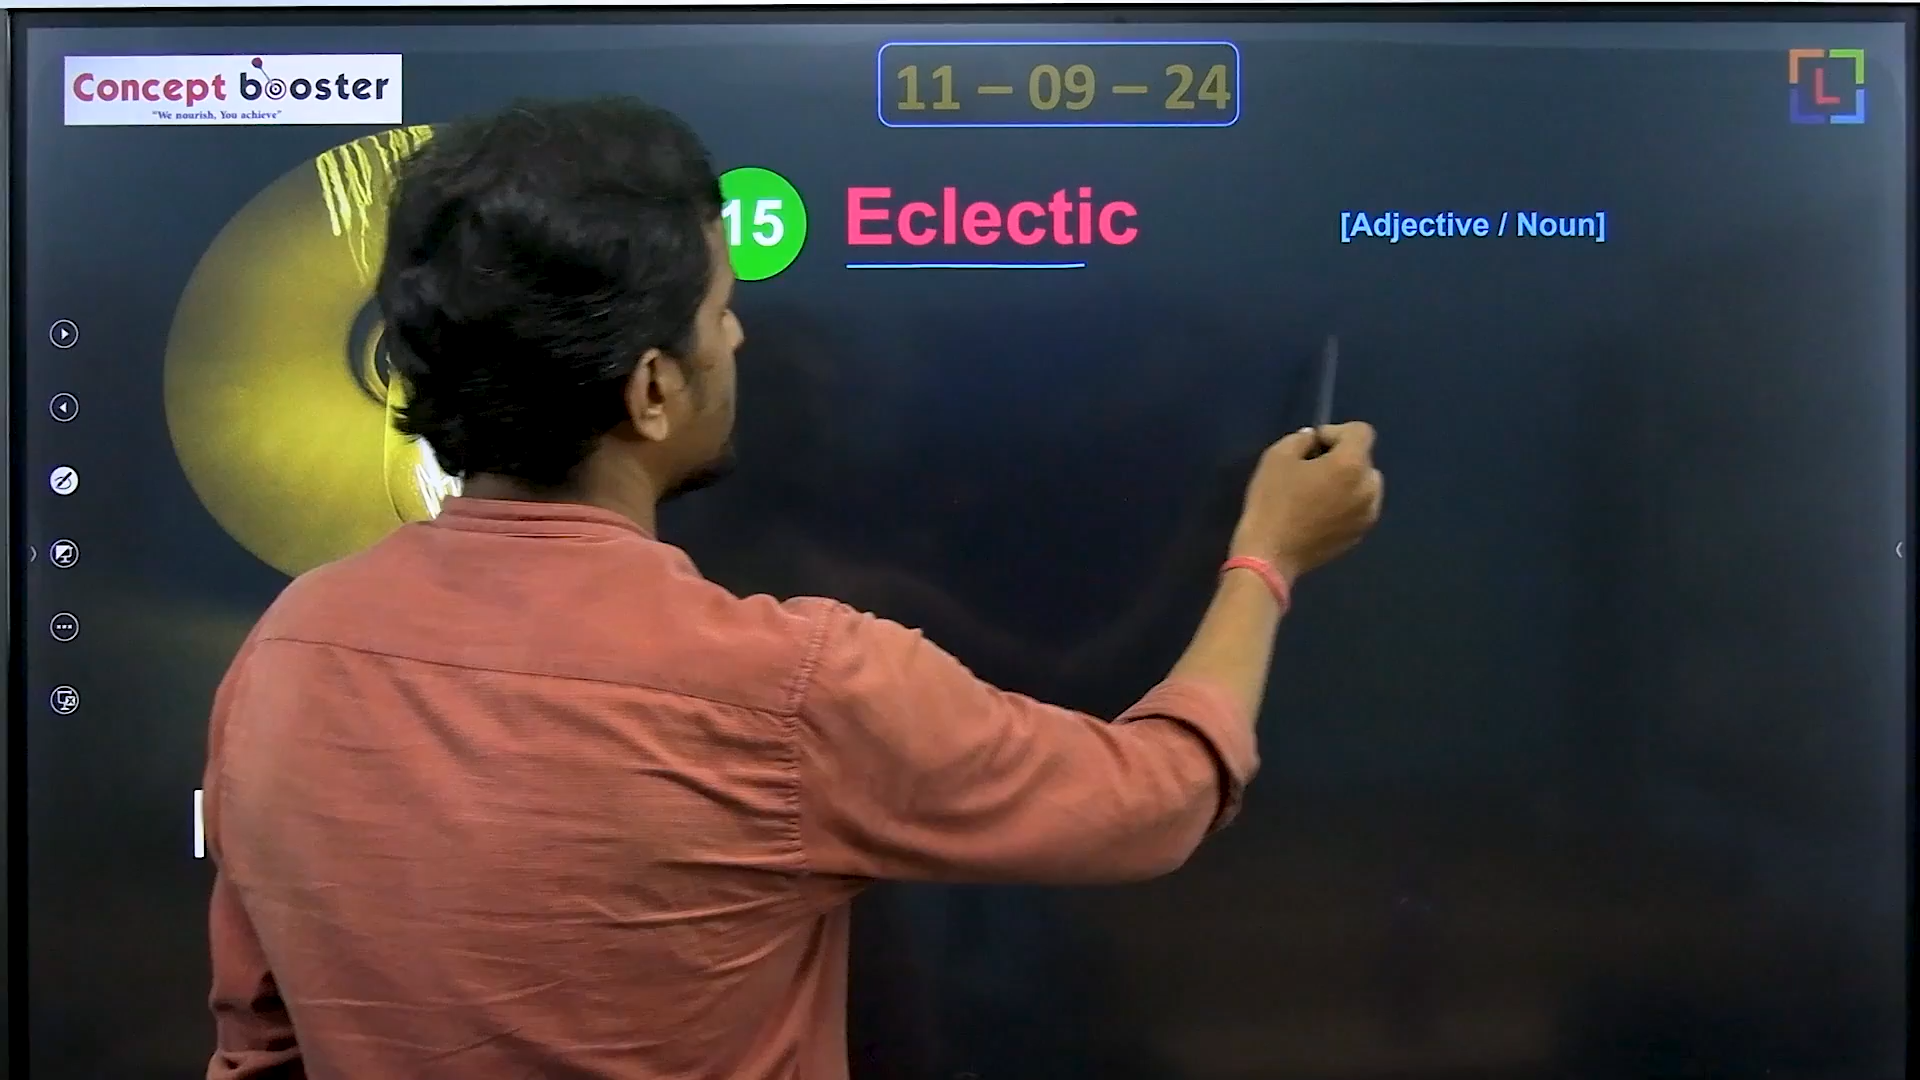 Concept booster
"We nourish, You achieve"
11 – 09 – 24
L
15 Eclectic
[Adjective / Noun]